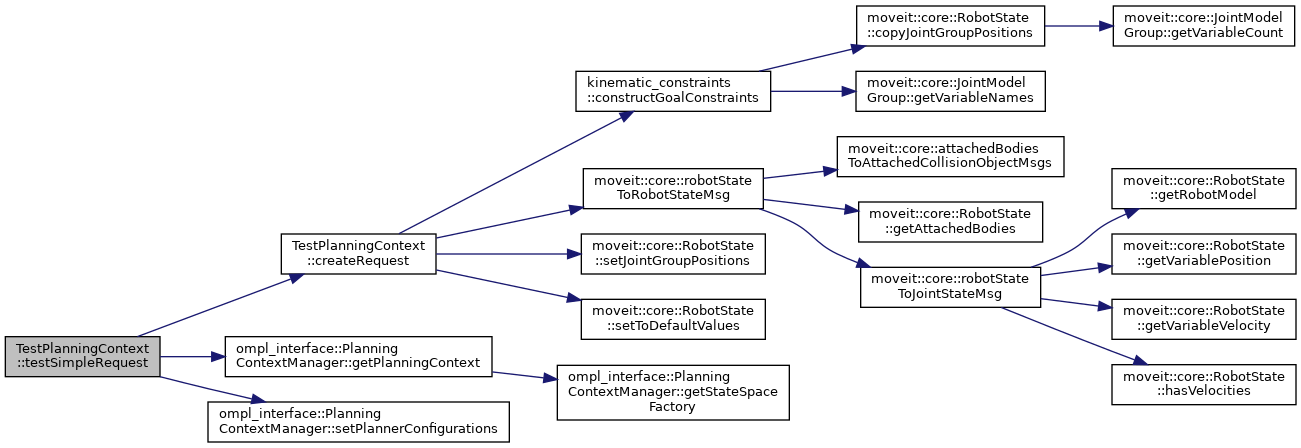 moveit::core::RobotState
::copyJointGroupPositions
moveit::core::JointModel
Group::getVariableCount
kinematic_constraints
::constructGoalConstraints
moveit::core::JointModel
Group::getVariableNames
moveit::core::attachedBodies
ToAttachedCollisionObjectMsgs
moveit::core::robotState
ToRobotStateMsg
moveit::core::RobotState
::getRobotModel
moveit::core::RobotState
::getAttachedBodies
TestPlanningContext
::createRequest
moveit::core::RobotState
::setJointGroupPositions
moveit::core::RobotState
::getVariablePosition
moveit::core::robotState
ToJointStateMsg
moveit::core::RobotState
::setToDefaultValues
moveit::core::RobotState
::getVariableVelocity
TestPlanningContext
::testSimpleRequest
ompl_interface::Planning
ContextManager::getPlanningContext
moveit::core::RobotState
::hasVelocities
ompl_interface::Planning
ContextManager::getStateSpace
Factory
ompl_interface::Planning
ContextManager::setPlannerConfigurations